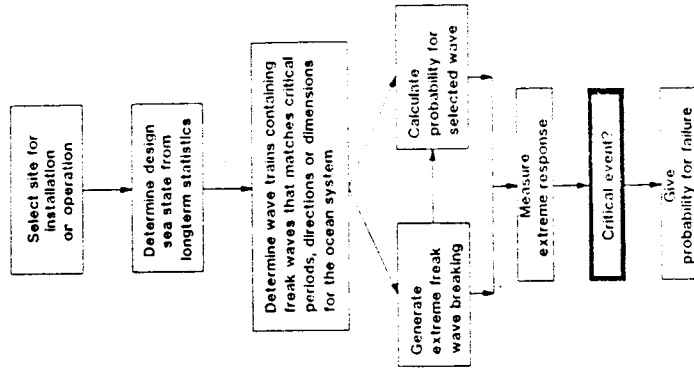 Select site for
installation
or operation
Determine design
sea state from
longterm statistics
Determine wave trains containing
freak waves that matches critical
periods, directions or dimensions
for the ocean system
Generate
extreme freak
wave breaking
Calculate
probability for
selected wave
Measure
extreme response
Critical event?
Give
probability for failure